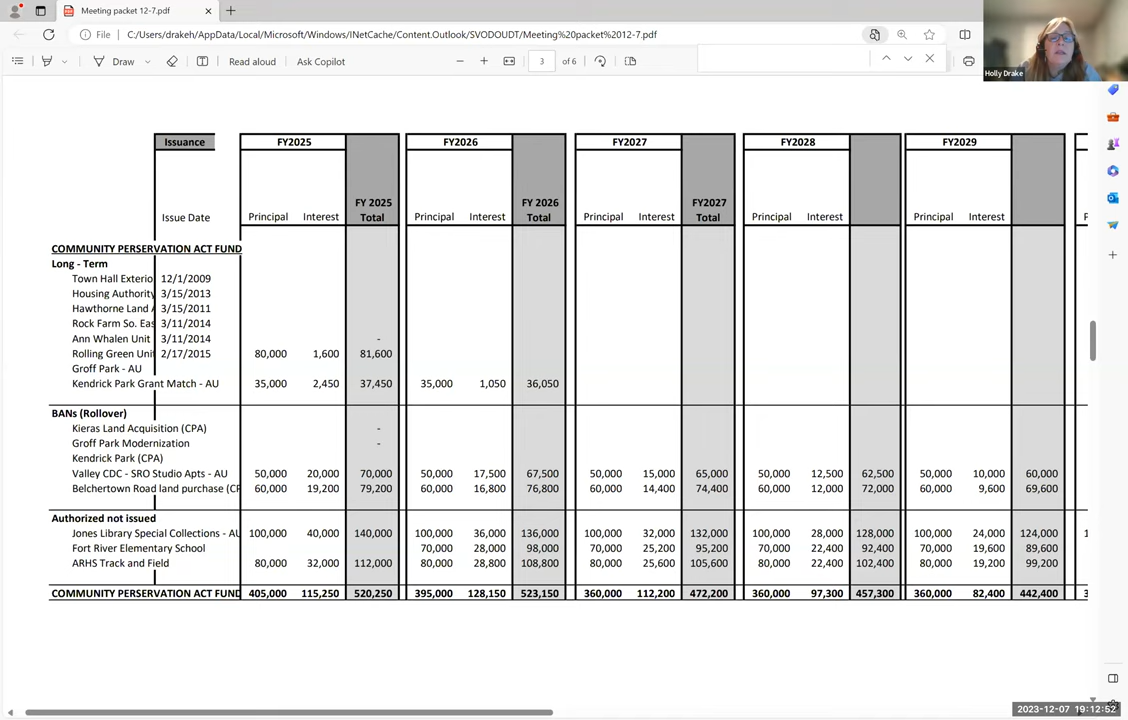 Meeting packet 12-7.pdf
File C:/Users/drakeh/AppData/Local/Microsoft/Windows/INetCache/Content.Outlook/SVODOUDT/Meeting%20packet%2012-7.pdf
Draw Read aloud Ask Copilot 3 of 6
Holly Drake
Issuance FY2025 FY2026 FY2027 FY2028 FY2029
FY 2025 FY 2026 FY2027
Issue Date Principal Interest Total Principal Interest Total Principal Interest Total Principal Interest Principal Interest P
COMMUNITY PERSERVATION ACT FUND
Long - Term
Town Hall Exterio 12/1/2009
Housing Authority 3/15/2013
Hawthorne Land A 3/15/2011
Rock Farm So. Eas 3/11/2014
Ann Whalen Unit 3/11/2014 -
Rolling Green Unit 2/17/2015 80,000 1,600 81,600
Groff Park - AU
Kendrick Park Grant Match - AU 35,000 2,450 37,450 35,000 1,050 36,050
BANs (Rollover)
Kieras Land Acquisition (CPA) -
Groff Park Modernization -
Kendrick Park (CPA)
Valley CDC - SRO Studio Apts - AU 50,000 20,000 70,000 50,000 17,500 67,500 50,000 15,000 65,000 50,000 12,500 62,500 50,000 10,000 60,000
Belchertown Road land purchase (CP 60,000 19,200 79,200 60,000 16,800 76,800 60,000 14,400 74,400 60,000 12,000 72,000 60,000 9,600 69,600
Authorized not issued
Jones Library Special Collections - AU 100,000 40,000 140,000 100,000 36,000 136,000 100,000 32,000 132,000 100,000 28,000 128,000 100,000 24,000 124,000 1
Fort River Elementary School 70,000 28,000 98,000 70,000 25,200 95,200 70,000 22,400 92,400 70,000 19,600 89,600
ARHS Track and Field 80,000 32,000 112,000 80,000 28,800 108,800 80,000 25,600 105,600 80,000 22,400 102,400 80,000 19,200 99,200
COMMUNITY PERSERVATION ACT FUND 405,000 115,250 520,250 395,000 128,150 523,150 360,000 112,200 472,200 360,000 97,300 457,300 360,000 82,400 442,400 3
2023-12-07 19:12:52